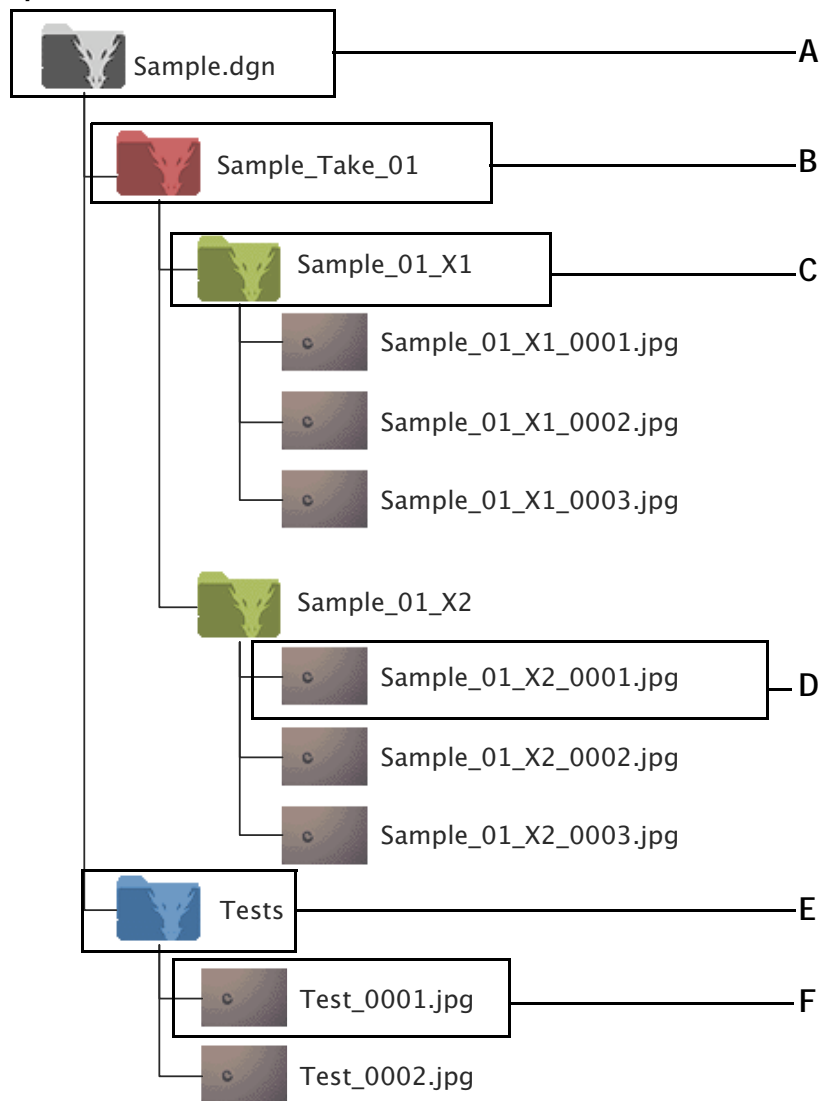 Sample.dgn
A
Sample_Take_01
B
Sample_01_X1
C
Sample_01_X1_0001.jpg
Sample_01_X1_0002.jpg
Sample_01_X1_0003.jpg
Sample_01_X2
Sample_01_X2_0001.jpg
D
Sample_01_X2_0002.jpg
Sample_01_X2_0003.jpg
Tests
E
Test_0001.jpg
F
Test_0002.jpg